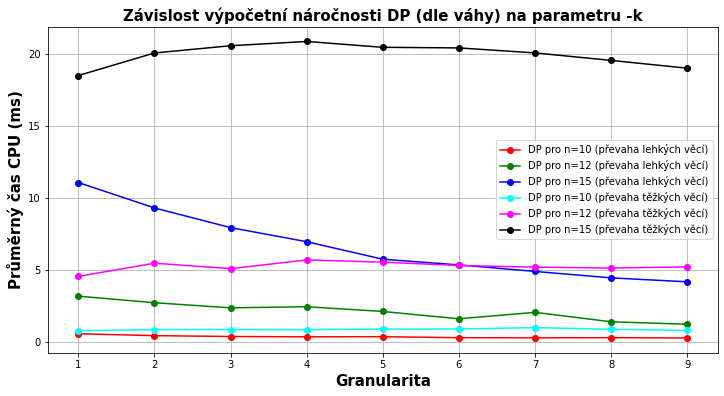 Závislost výpočetní náročnosti DP (dle váhy) na parametru -k
Průměrný čas CPU (ms)
20
15
10
5
0
DP pro n=10 (převaha lehkých věcí)
DP pro n=12 (převaha lehkých věcí)
DP pro n=15 (převaha lehkých věcí)
DP pro n=10 (převaha těžkých věcí)
DP pro n=12 (převaha těžkých věcí)
DP pro n=15 (převaha těžkých věcí)
1 2 3 4 5 6 7 8 9
Granularita